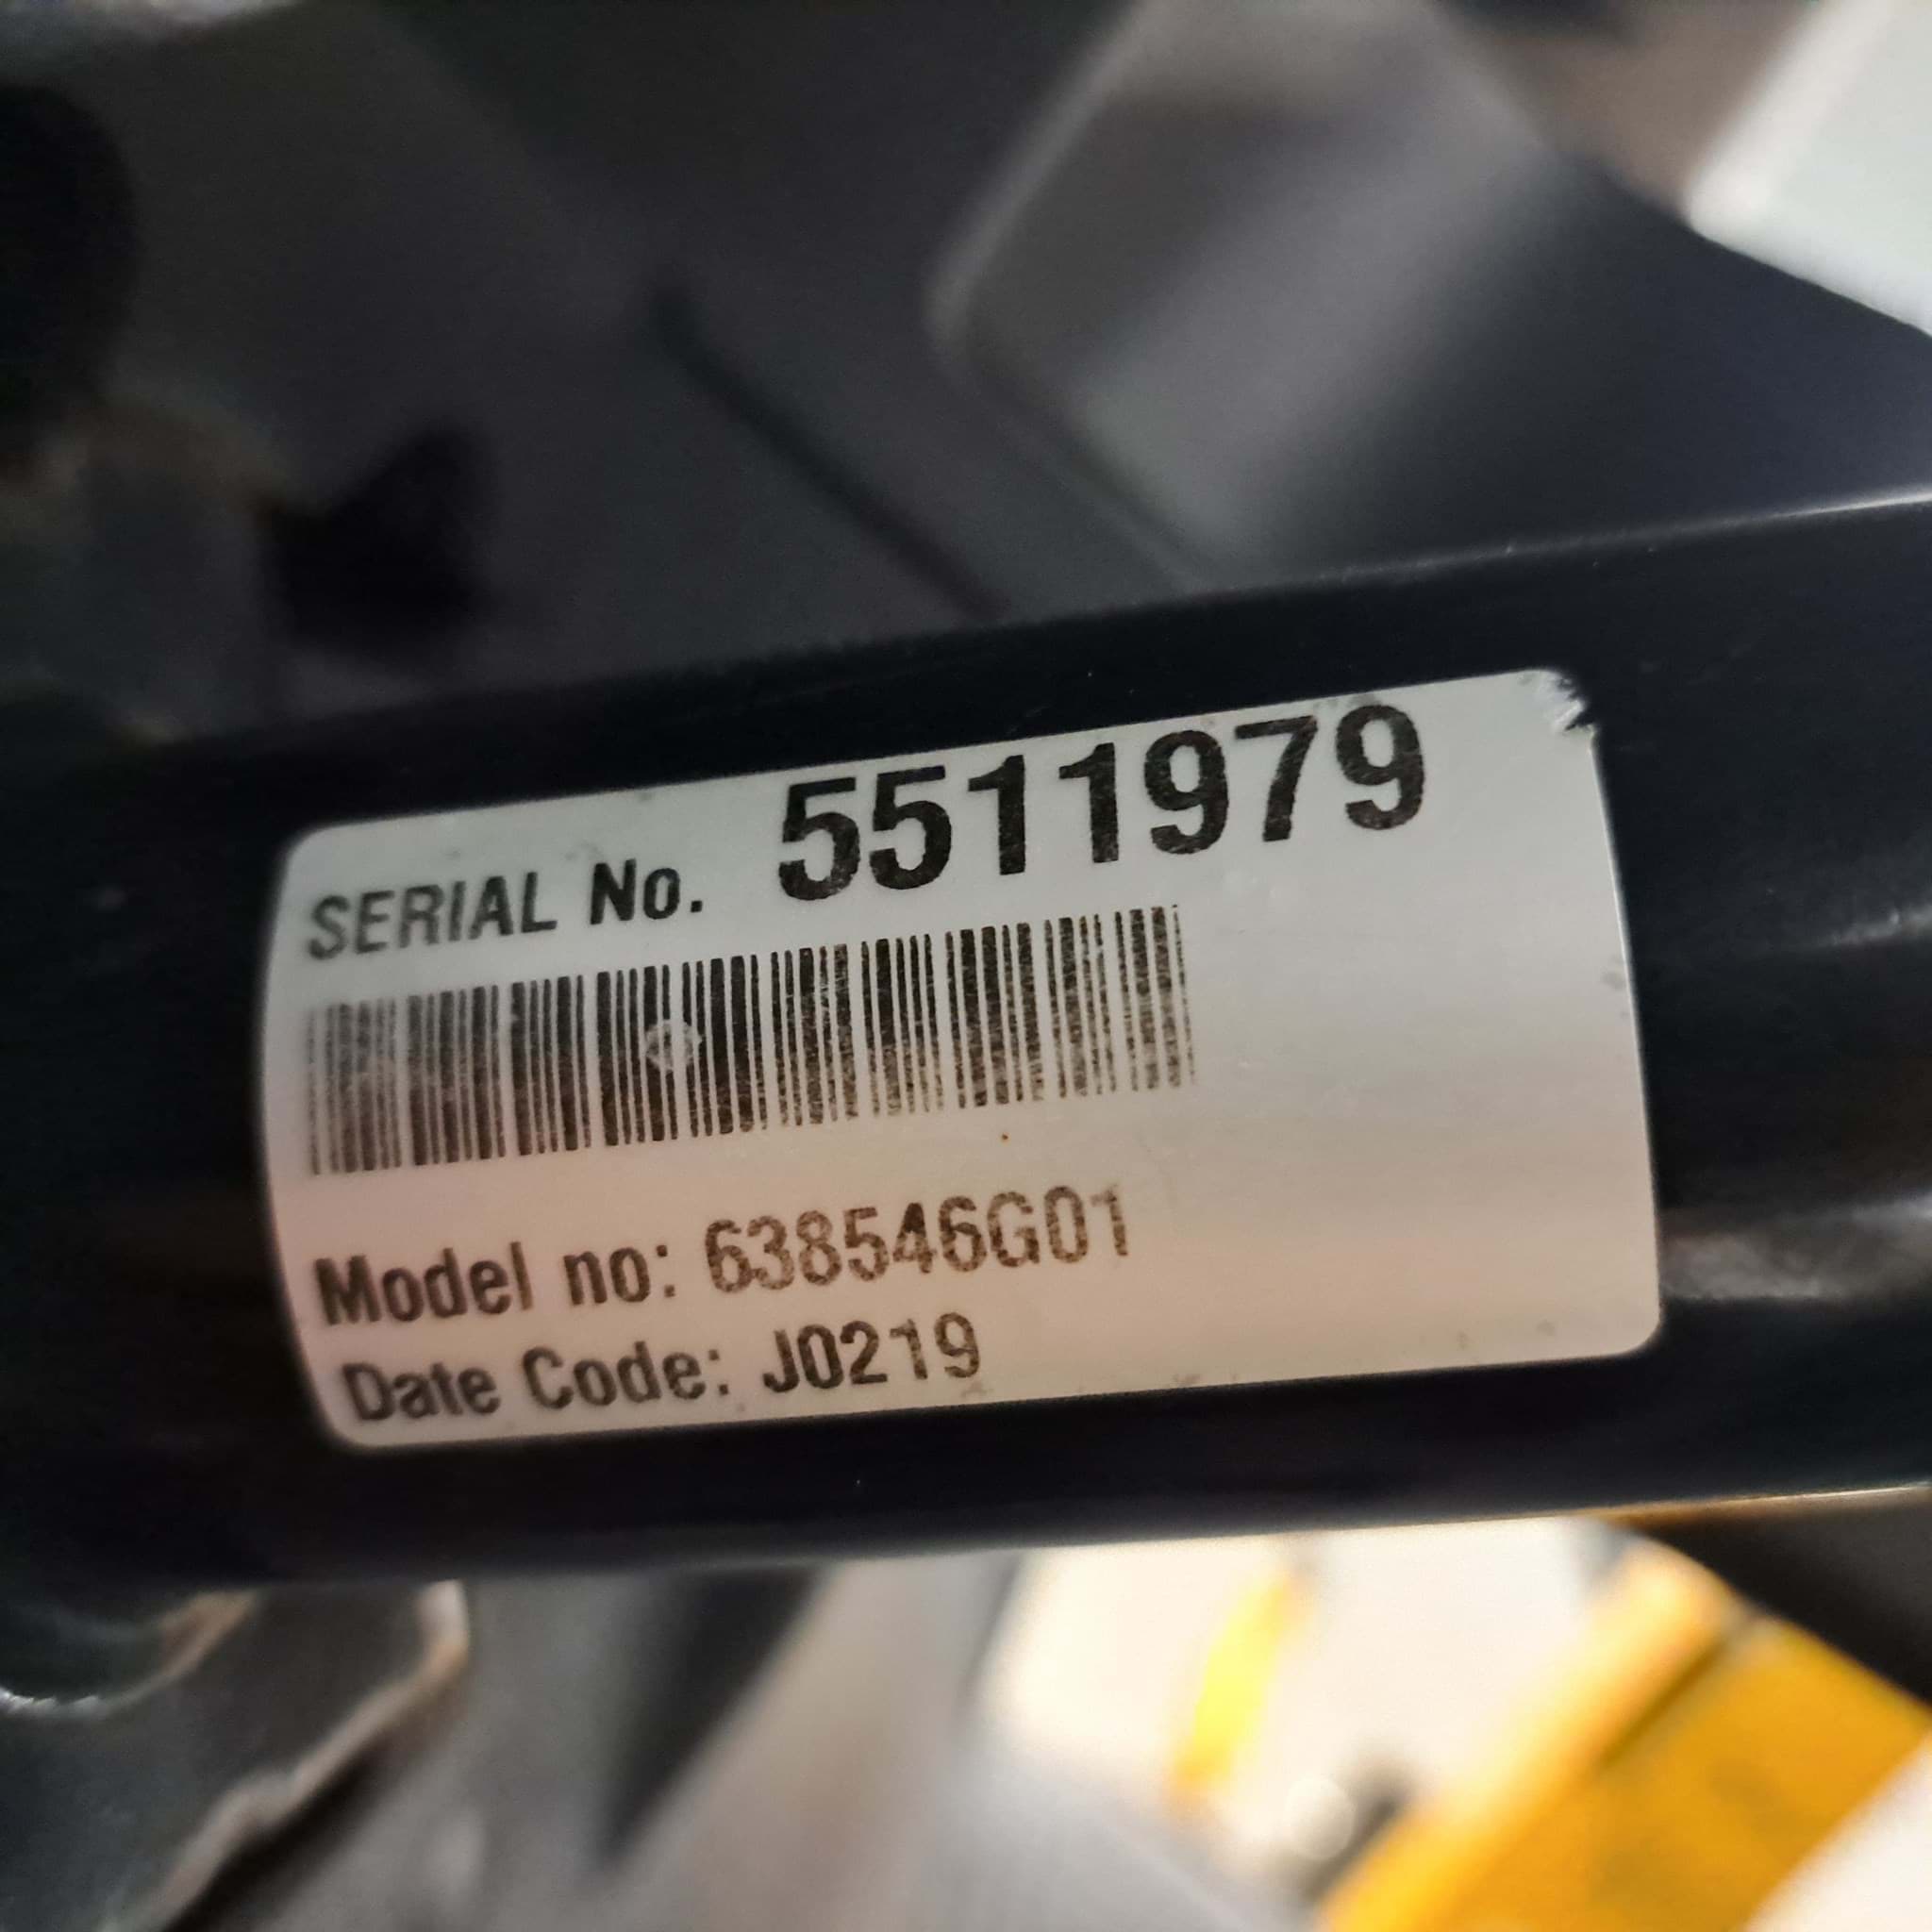 SERIAL No. 5511979
Model no: 638546G01
Date Code: J0219